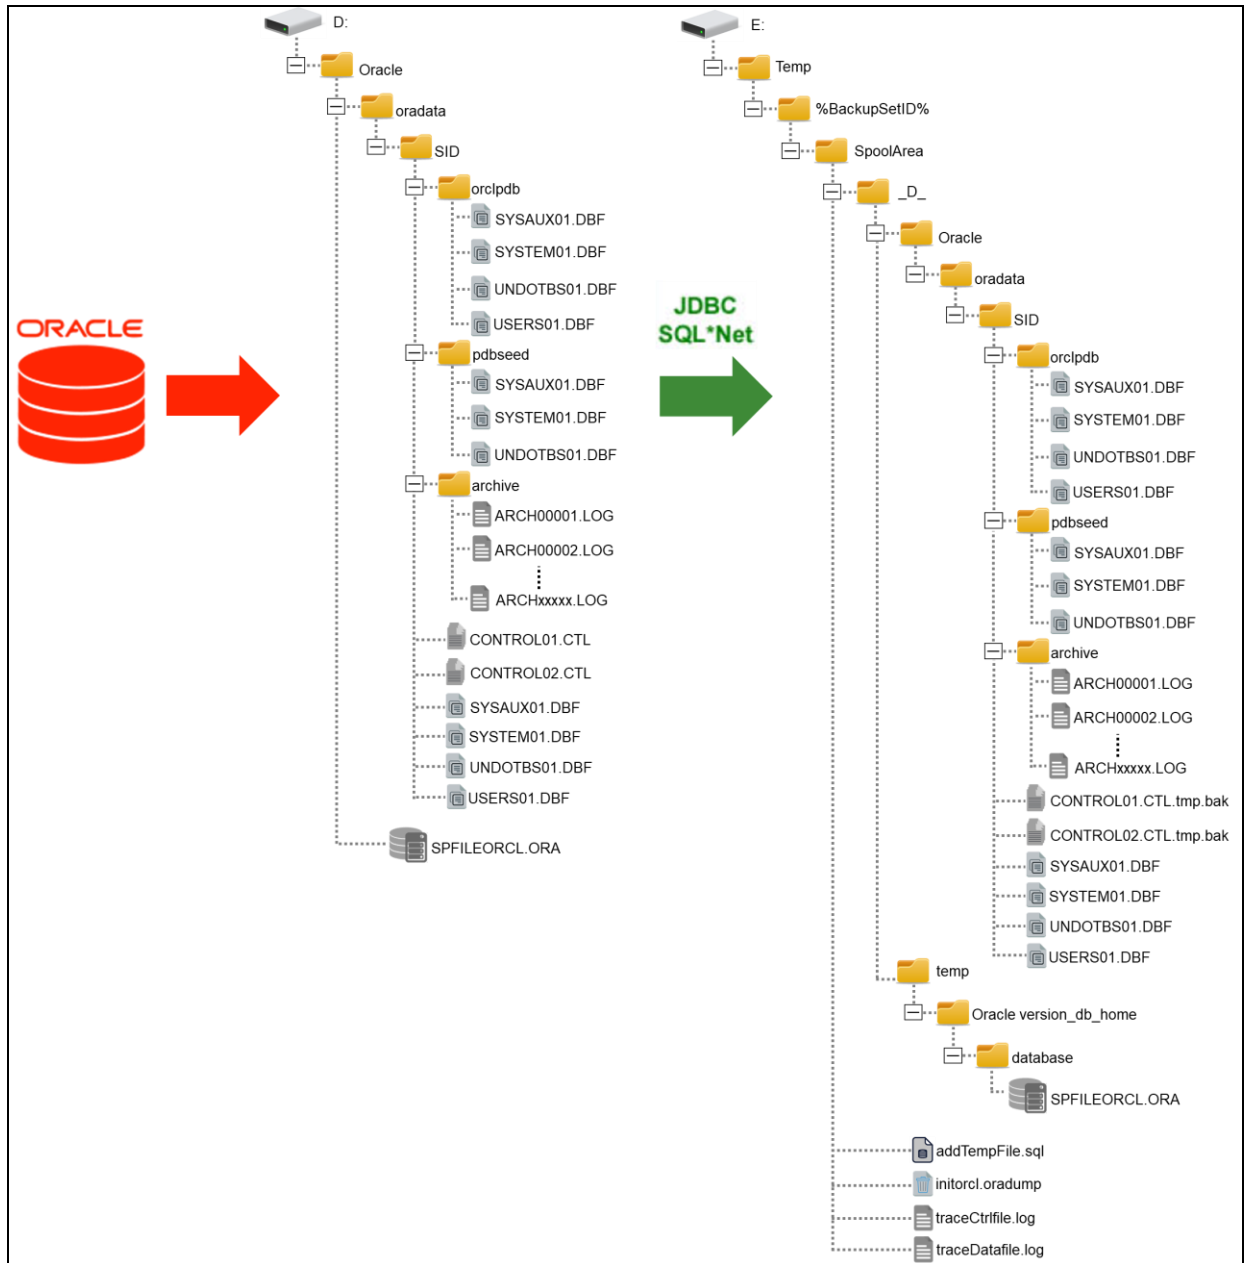 D:
Oracle
oradata
SID
orclpdb
SYSAUX01.DBF
SYSTEM01.DBF
UNDOTBS01.DBF
USERS01.DBF
pdbseed
SYSAUX01.DBF
SYSTEM01.DBF
UNDOTBS01.DBF
archive
ARCH00001.LOG
ARCH00002.LOG
ARCHxxxxx.LOG
CONTROL01.CTL
CONTROL02.CTL
SYSAUX01.DBF
SYSTEM01.DBF
UNDOTBS01.DBF
USERS01.DBF
SPFILEORCL.ORA
ORACLE
JDBC
SQL*Net
E:
Temp
%BackupSetID%
SpoolArea
_D_
Oracle
oradata
SID
orclpdb
SYSAUX01.DBF
SYSTEM01.DBF
UNDOTBS01.DBF
USERS01.DBF
pdbseed
SYSAUX01.DBF
SYSTEM01.DBF
UNDOTBS01.DBF
archive
ARCH00001.LOG
ARCH00002.LOG
ARCHxxxxx.LOG
CONTROL01.CTL.tmp.bak
CONTROL02.CTL.tmp.bak
SYSAUX01.DBF
SYSTEM01.DBF
UNDOTBS01.DBF
USERS01.DBF
temp
Oracle version_db_home
database
SPFILEORCL.ORA
addTempFile.sql
initorcl.oradump
traceCtrlfile.log
traceDatafile.log